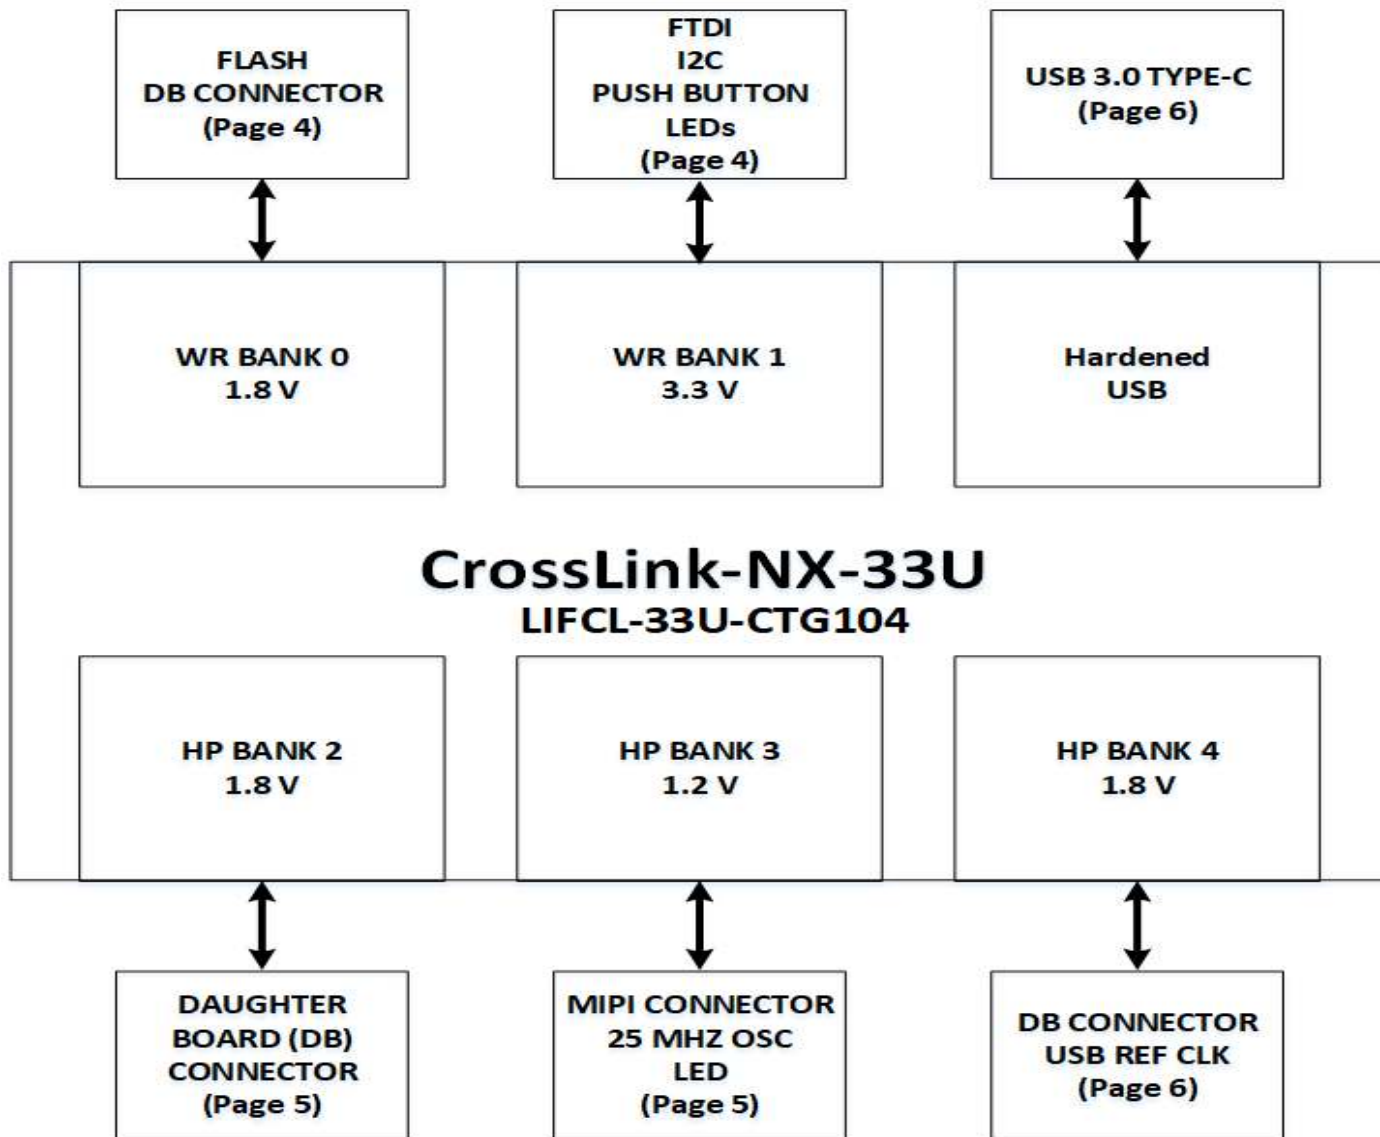 FLASH
DB CONNECTOR
(Page 4)
FTDI
I2C
PUSH BUTTON
LEDs
(Page 4)
USB 3.0 TYPE-C
(Page 6)
WR BANK 0
1.8 V
WR BANK 1
3.3 V
Hardened
USB
CrossLink-NX-33U
LIFCL-33U-CTG104
HP BANK 2
1.8 V
HP BANK 3
1.2 V
HP BANK 4
1.8 V
DAUGHTER
BOARD (DB)
CONNECTOR
(Page 5)
MIPI CONNECTOR
25 MHZ OSC
LED
(Page 5)
DB CONNECTOR
USB REF CLK
(Page 6)